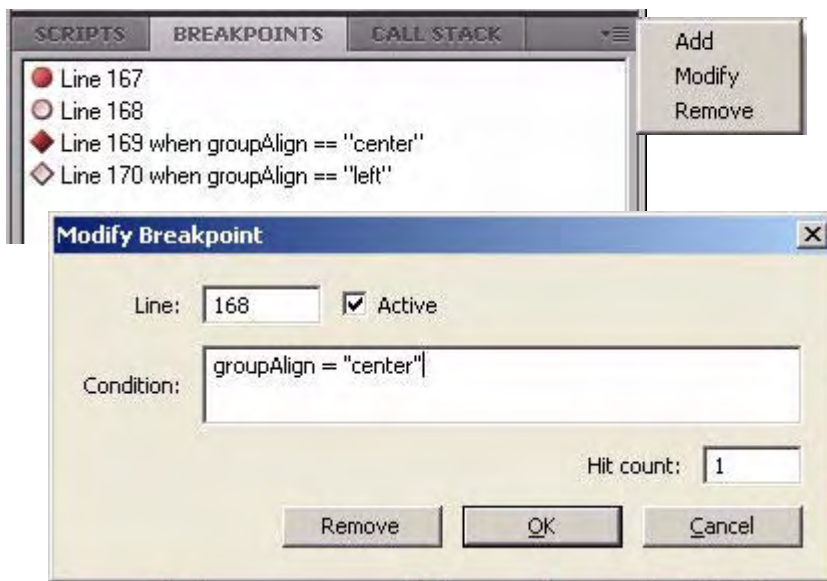 SCRIPTS BREAKPOINTS CALL STACK
Add
Modify
Remove
Line 167
Line 168
Line 169 when groupAlign == "center"
Line 170 when groupAlign == "left"
Modify Breakpoint
Line: 168 Active
Condition: groupAlign = "center"
Hit count: 1
Remove OK Cancel